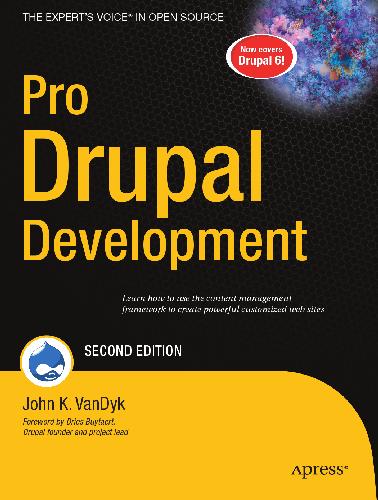 THE EXPERT'S VOICE® IN OPEN SOURCE
Now covers
Drupal 6!
Pro
Drupal
Development
Learn how to use the content management
framework to create powerful customized web sites
SECOND EDITION
John K. VanDyk
Foreword by Dries Buytaert,
Drupal founder and project lead
Apress®